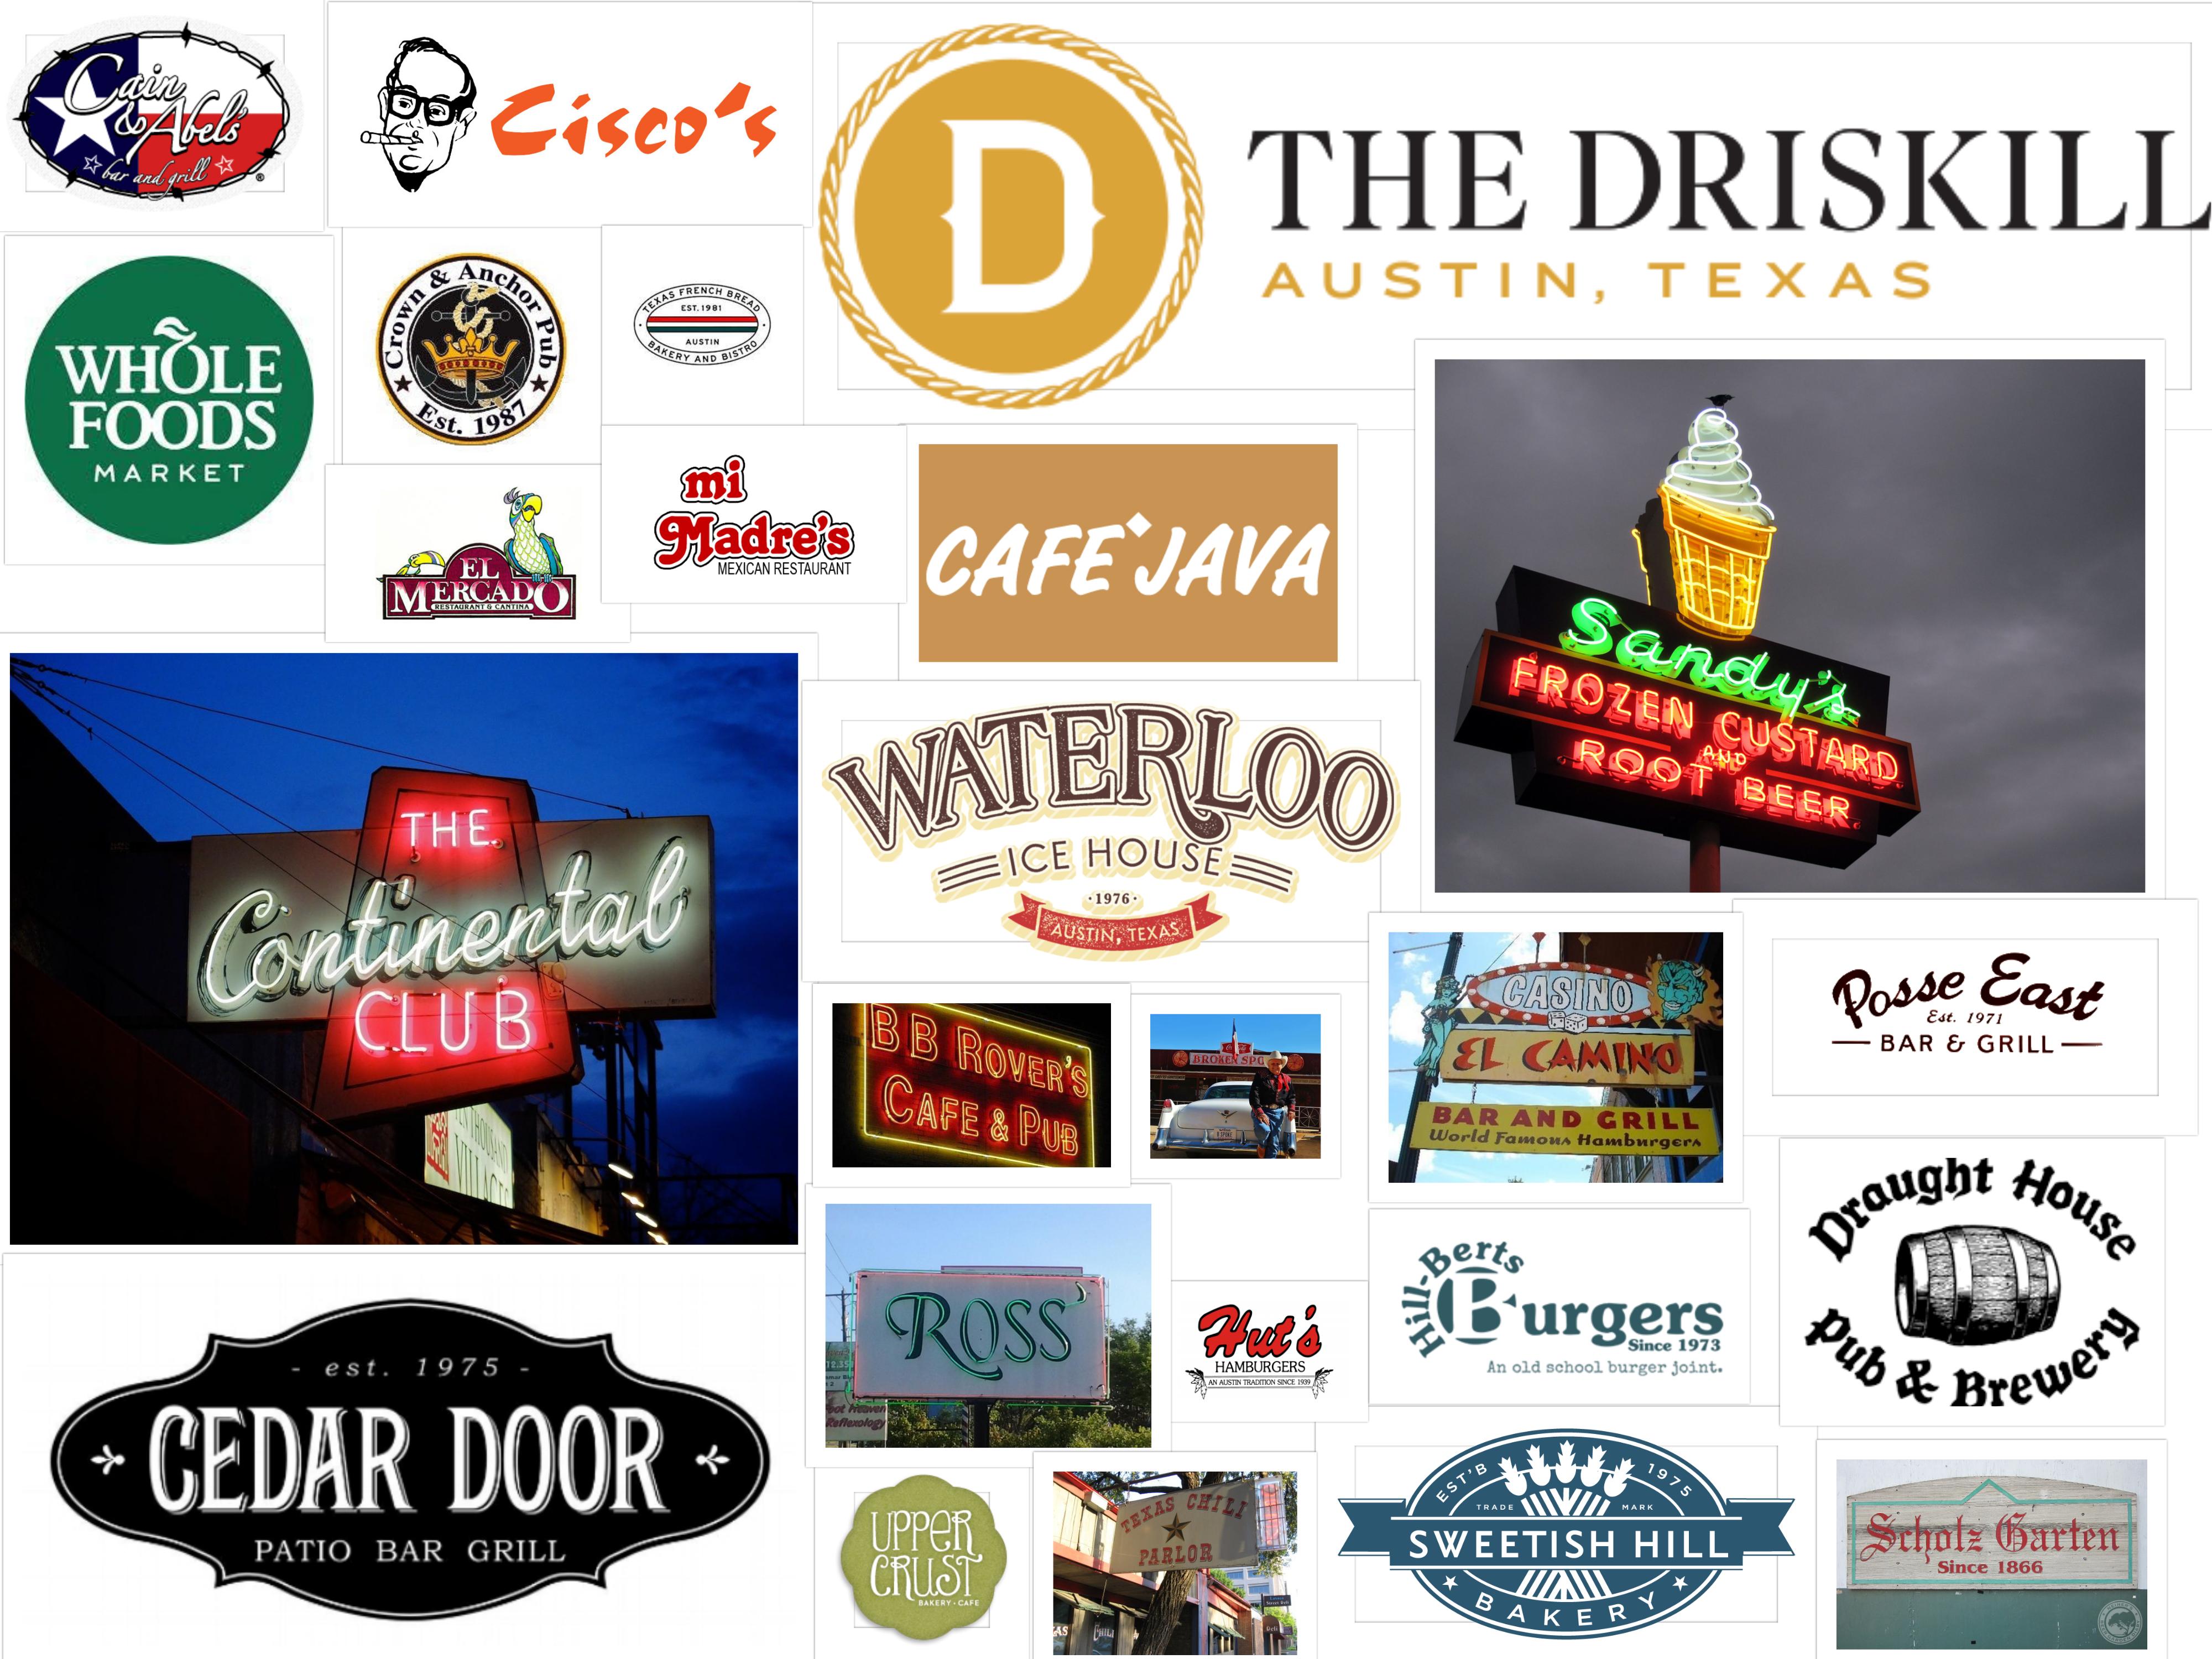 Cain
& Abel's
bar and grill
®
Cisco's
D
THE DRISKILL
AUSTIN, TEXAS
WHOLE
FOODS
MARKET
Crown & Anchor Pub
Est. 1987
TEXAS FRENCH BREAD
EST. 1981
AUSTIN
BAKERY AND BISTRO
EL
MERCADO
RESTAURANT & CANTINA
mi
Madre's
MEXICAN RESTAURANT
CAFE JAVA
Sandy's
FROZEN CUSTARD
AND
ROOT BEER
THE
Continental
CLUB
WATERLOO
ICE HOUSE
·1976·
AUSTIN, TEXAS
BB ROVER'S
CAFE & PUB
BROKEN SPO
CASINO
EL CAMINO
BAR AND GRILL
World Famous Hamburgers
Posse East
Est. 1971
BAR & GRILL
Draught House
Pub & Brewery
- est. 1975 -
CEDAR DOOR
PATIO BAR GRILL
ROSS'
Reflexology
Hut's
HAMBURGERS
AN AUSTIN TRADITION SINCE 1939
Hill-Berts
Burgers
Since 1973
An old school burger joint.
UPPER
CRUST
BAKERY · CAFE
TEXAS CHILI
PARLOR
EST'B 1975
TRADE MARK
SWEETISH HILL
BAKERY
Scholz Garten
Since 1866